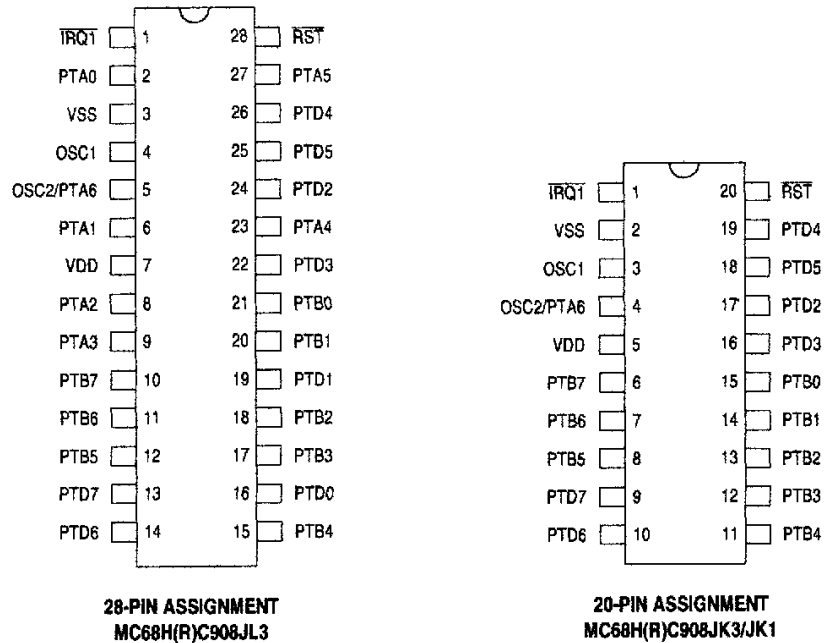 IRQ1 1 28 RST
PTA0 2 27 PTA5
VSS 3 26 PTD4
OSC1 4 25 PTD5
OSC2/PTA6 5 24 PTD2
PTA1 6 23 PTA4
VDD 7 22 PTD3
PTA2 8 21 PTB0
PTA3 9 20 PTB1
PTB7 10 19 PTD1
PTB6 11 18 PTB2
PTB5 12 17 PTB3
PTD7 13 16 PTD0
PTD6 14 15 PTB4
28-PIN ASSIGNMENT
MC68H(R)C908JL3
IRQ1 1 20 RST
VSS 2 19 PTD4
OSC1 3 18 PTD5
OSC2/PTA6 4 17 PTD2
VDD 5 16 PTD3
PTB7 6 15 PTB0
PTB6 7 14 PTB1
PTB5 8 13 PTB2
PTD7 9 12 PTB3
PTD6 10 11 PTB4
20-PIN ASSIGNMENT
MC68H(R)C908JK3/JK1